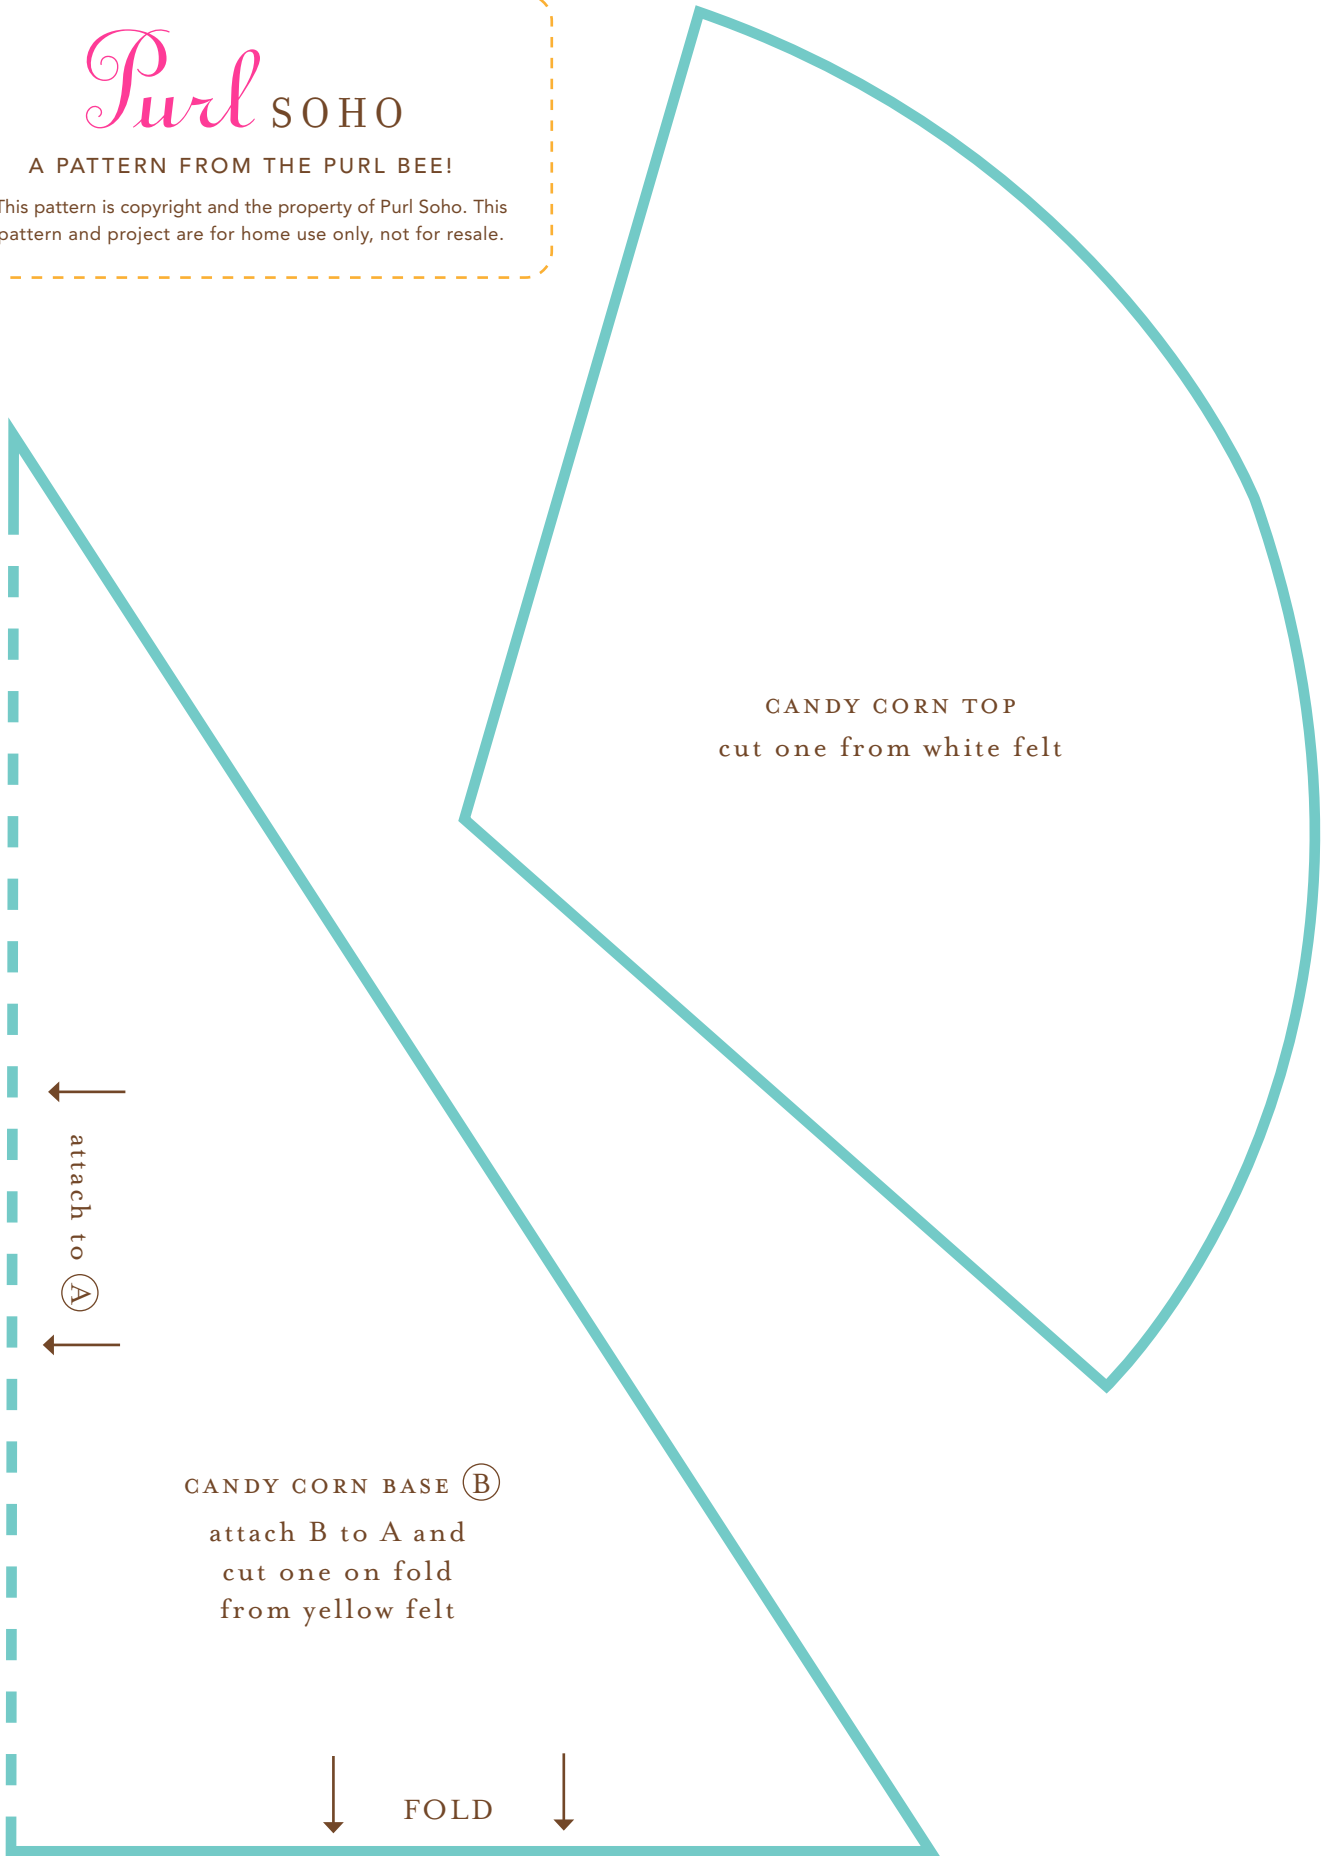 Purl SOHO
A PATTERN FROM THE PURL BEE!
This pattern is copyright and the property of Purl Soho. This
pattern and project are for home use only, not for resale.
CANDY CORN TOP
cut one from white felt
attach to A
CANDY CORN BASE B
attach B to A and
cut one on fold
from yellow felt
FOLD